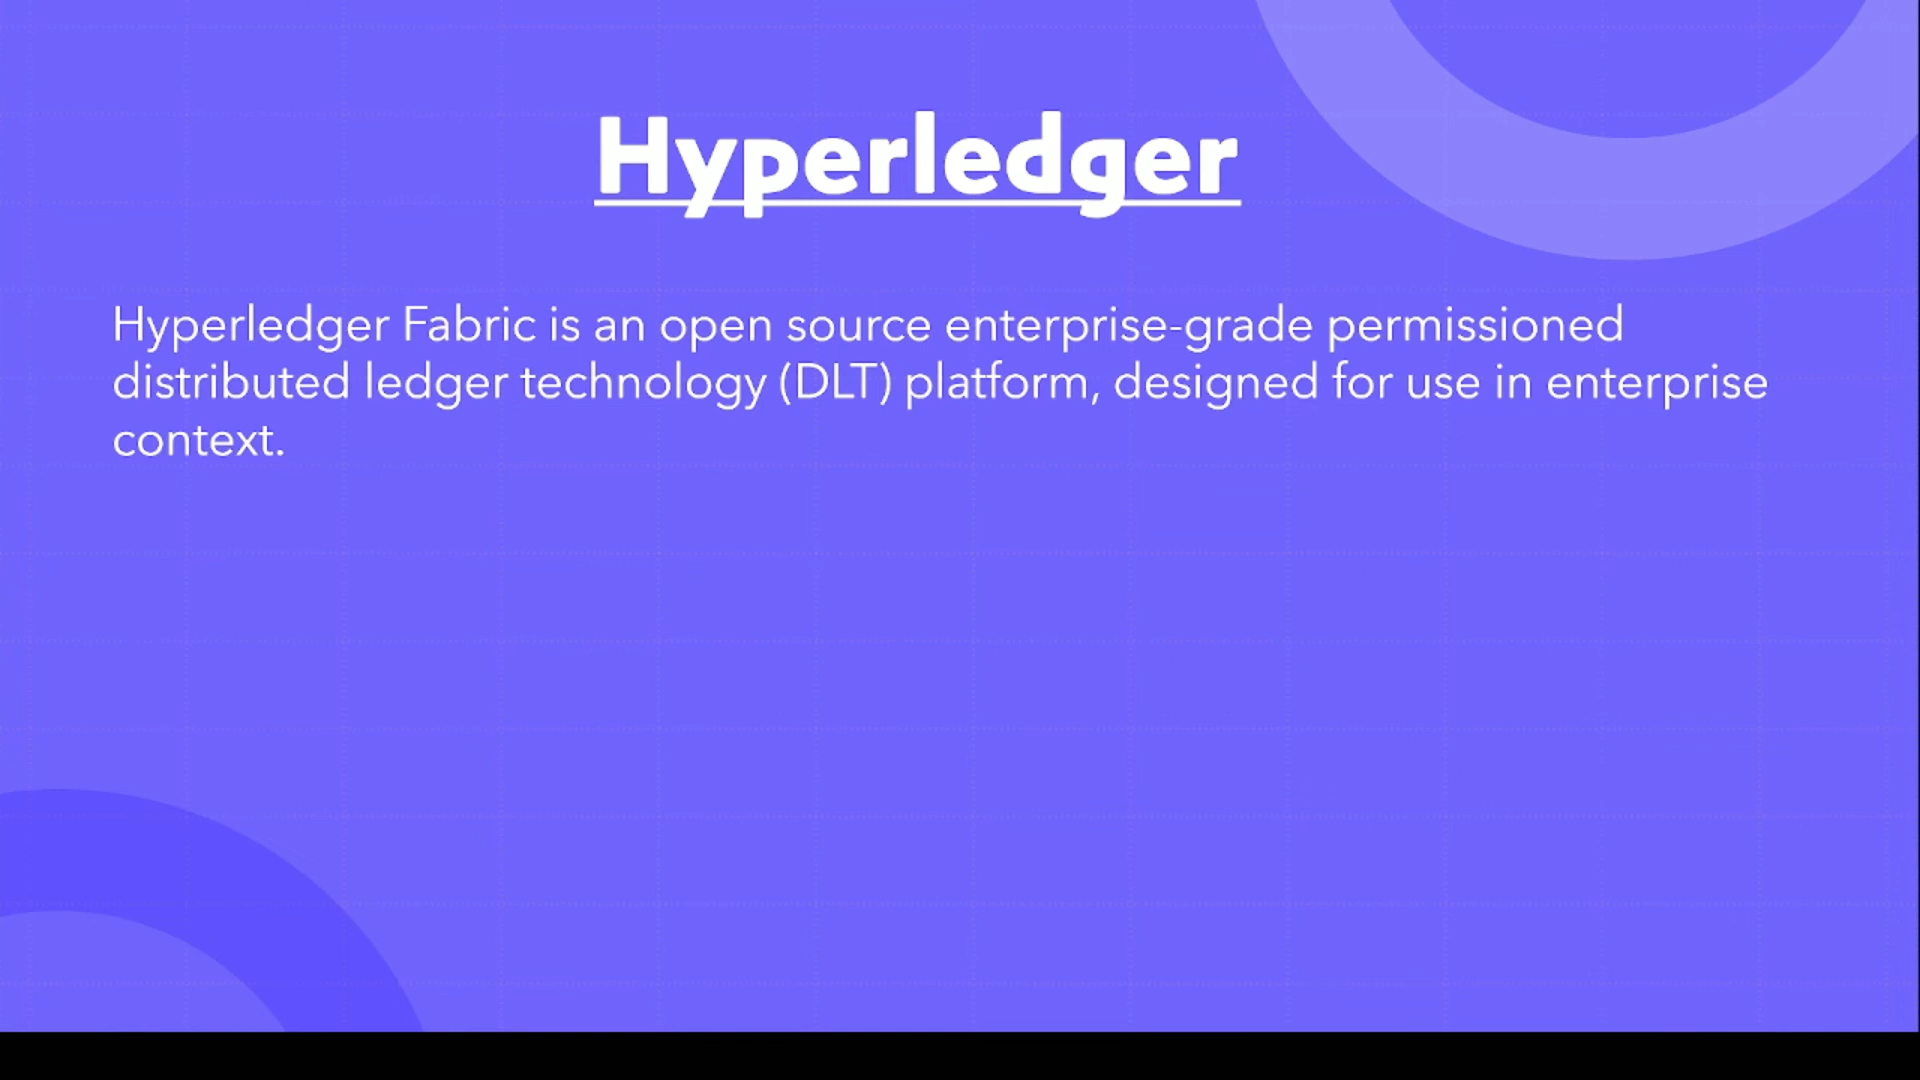 Hyperledger
Hyperledger Fabric is an open source enterprise-grade permissioned
distributed ledger technology (DLT) platform, designed for use in enterprise
context.